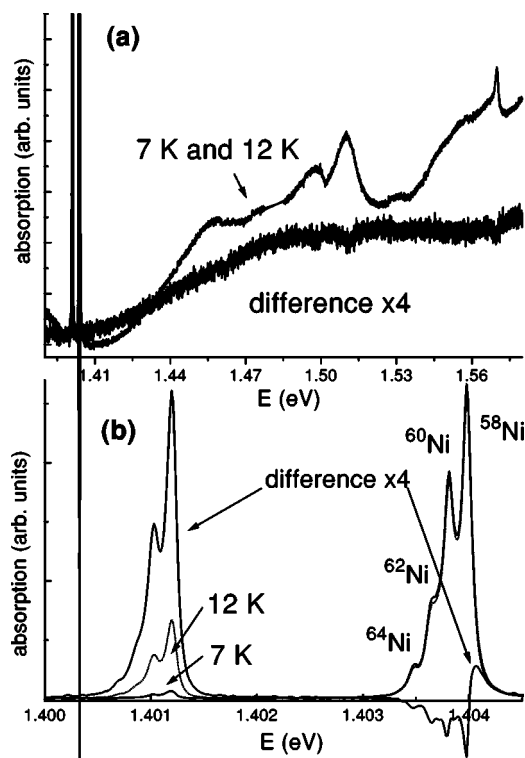 (a)
absorption (arb. units)
7 K and 12 K
difference x4
1.41 1.44 1.47 1.50 1.53 1.56
E (eV)
(b)
absorption (arb. units)
⁶⁰Ni
⁵⁸Ni
difference x4
⁶²Ni
12 K
⁶⁴Ni
7 K
1.400 1.401 1.402 1.403 1.404
E (eV)